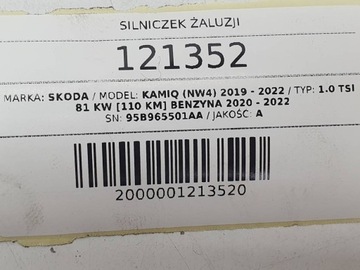 SILNICZEK ŻALUZJI
121352
MARKA: SKODA / MODEL: KAMIQ (NW4) 2019 - 2022 / TYP: 1.0 TSI
81 KW [110 KM] BENZYNA 2020 - 2022
SN: 95B965501AA / JAKOŚĆ: A
2000001213520